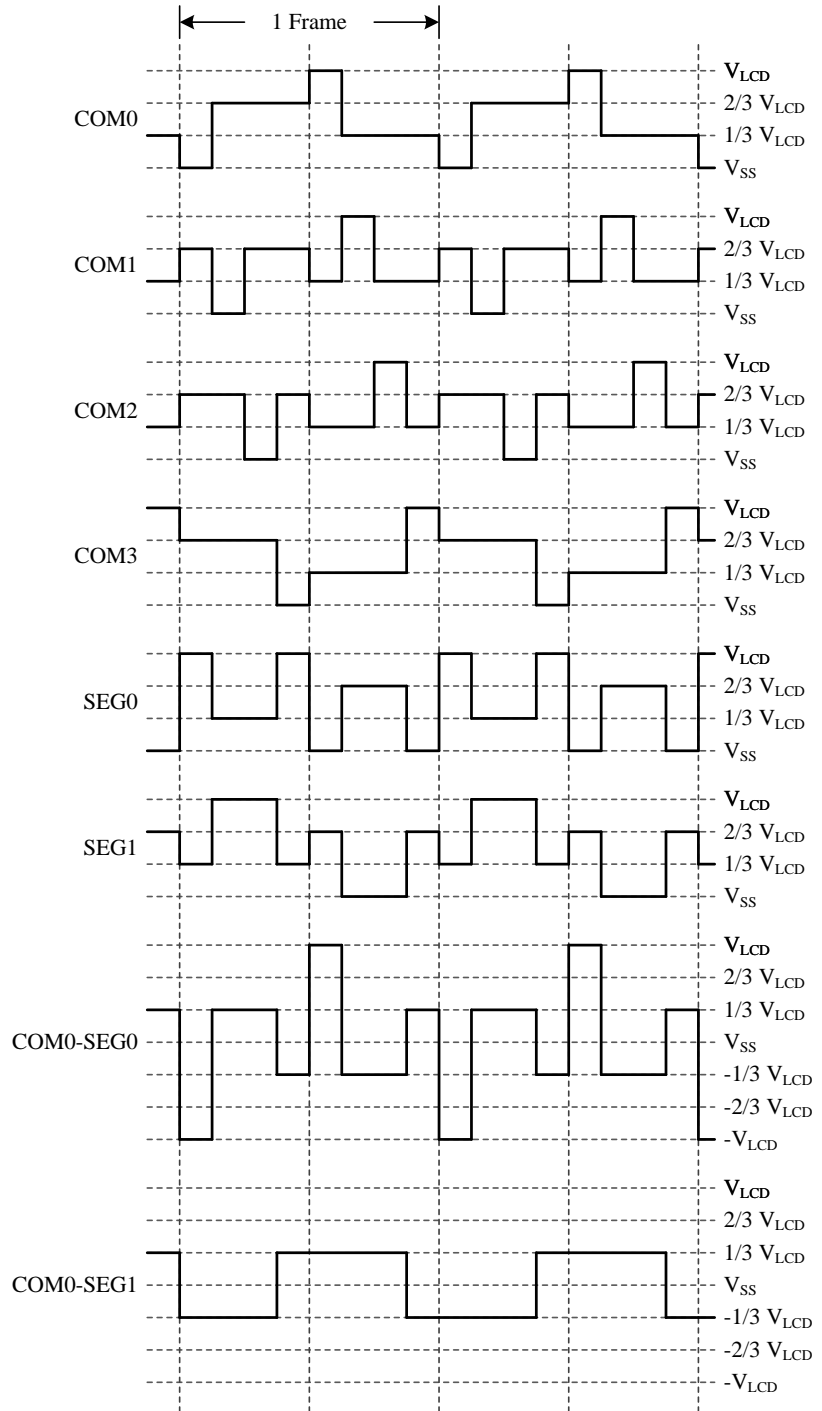 1 Frame
COM0
V_LCD
2/3 V_LCD
1/3 V_LCD
V_SS
COM1
V_LCD
2/3 V_LCD
1/3 V_LCD
V_SS
COM2
V_LCD
2/3 V_LCD
1/3 V_LCD
V_SS
COM3
V_LCD
2/3 V_LCD
1/3 V_LCD
V_SS
SEG0
V_LCD
2/3 V_LCD
1/3 V_LCD
V_SS
SEG1
V_LCD
2/3 V_LCD
1/3 V_LCD
V_SS
COM0-SEG0
V_LCD
2/3 V_LCD
1/3 V_LCD
V_SS
-1/3 V_LCD
-2/3 V_LCD
-V_LCD
COM0-SEG1
V_LCD
2/3 V_LCD
1/3 V_LCD
V_SS
-1/3 V_LCD
-2/3 V_LCD
-V_LCD